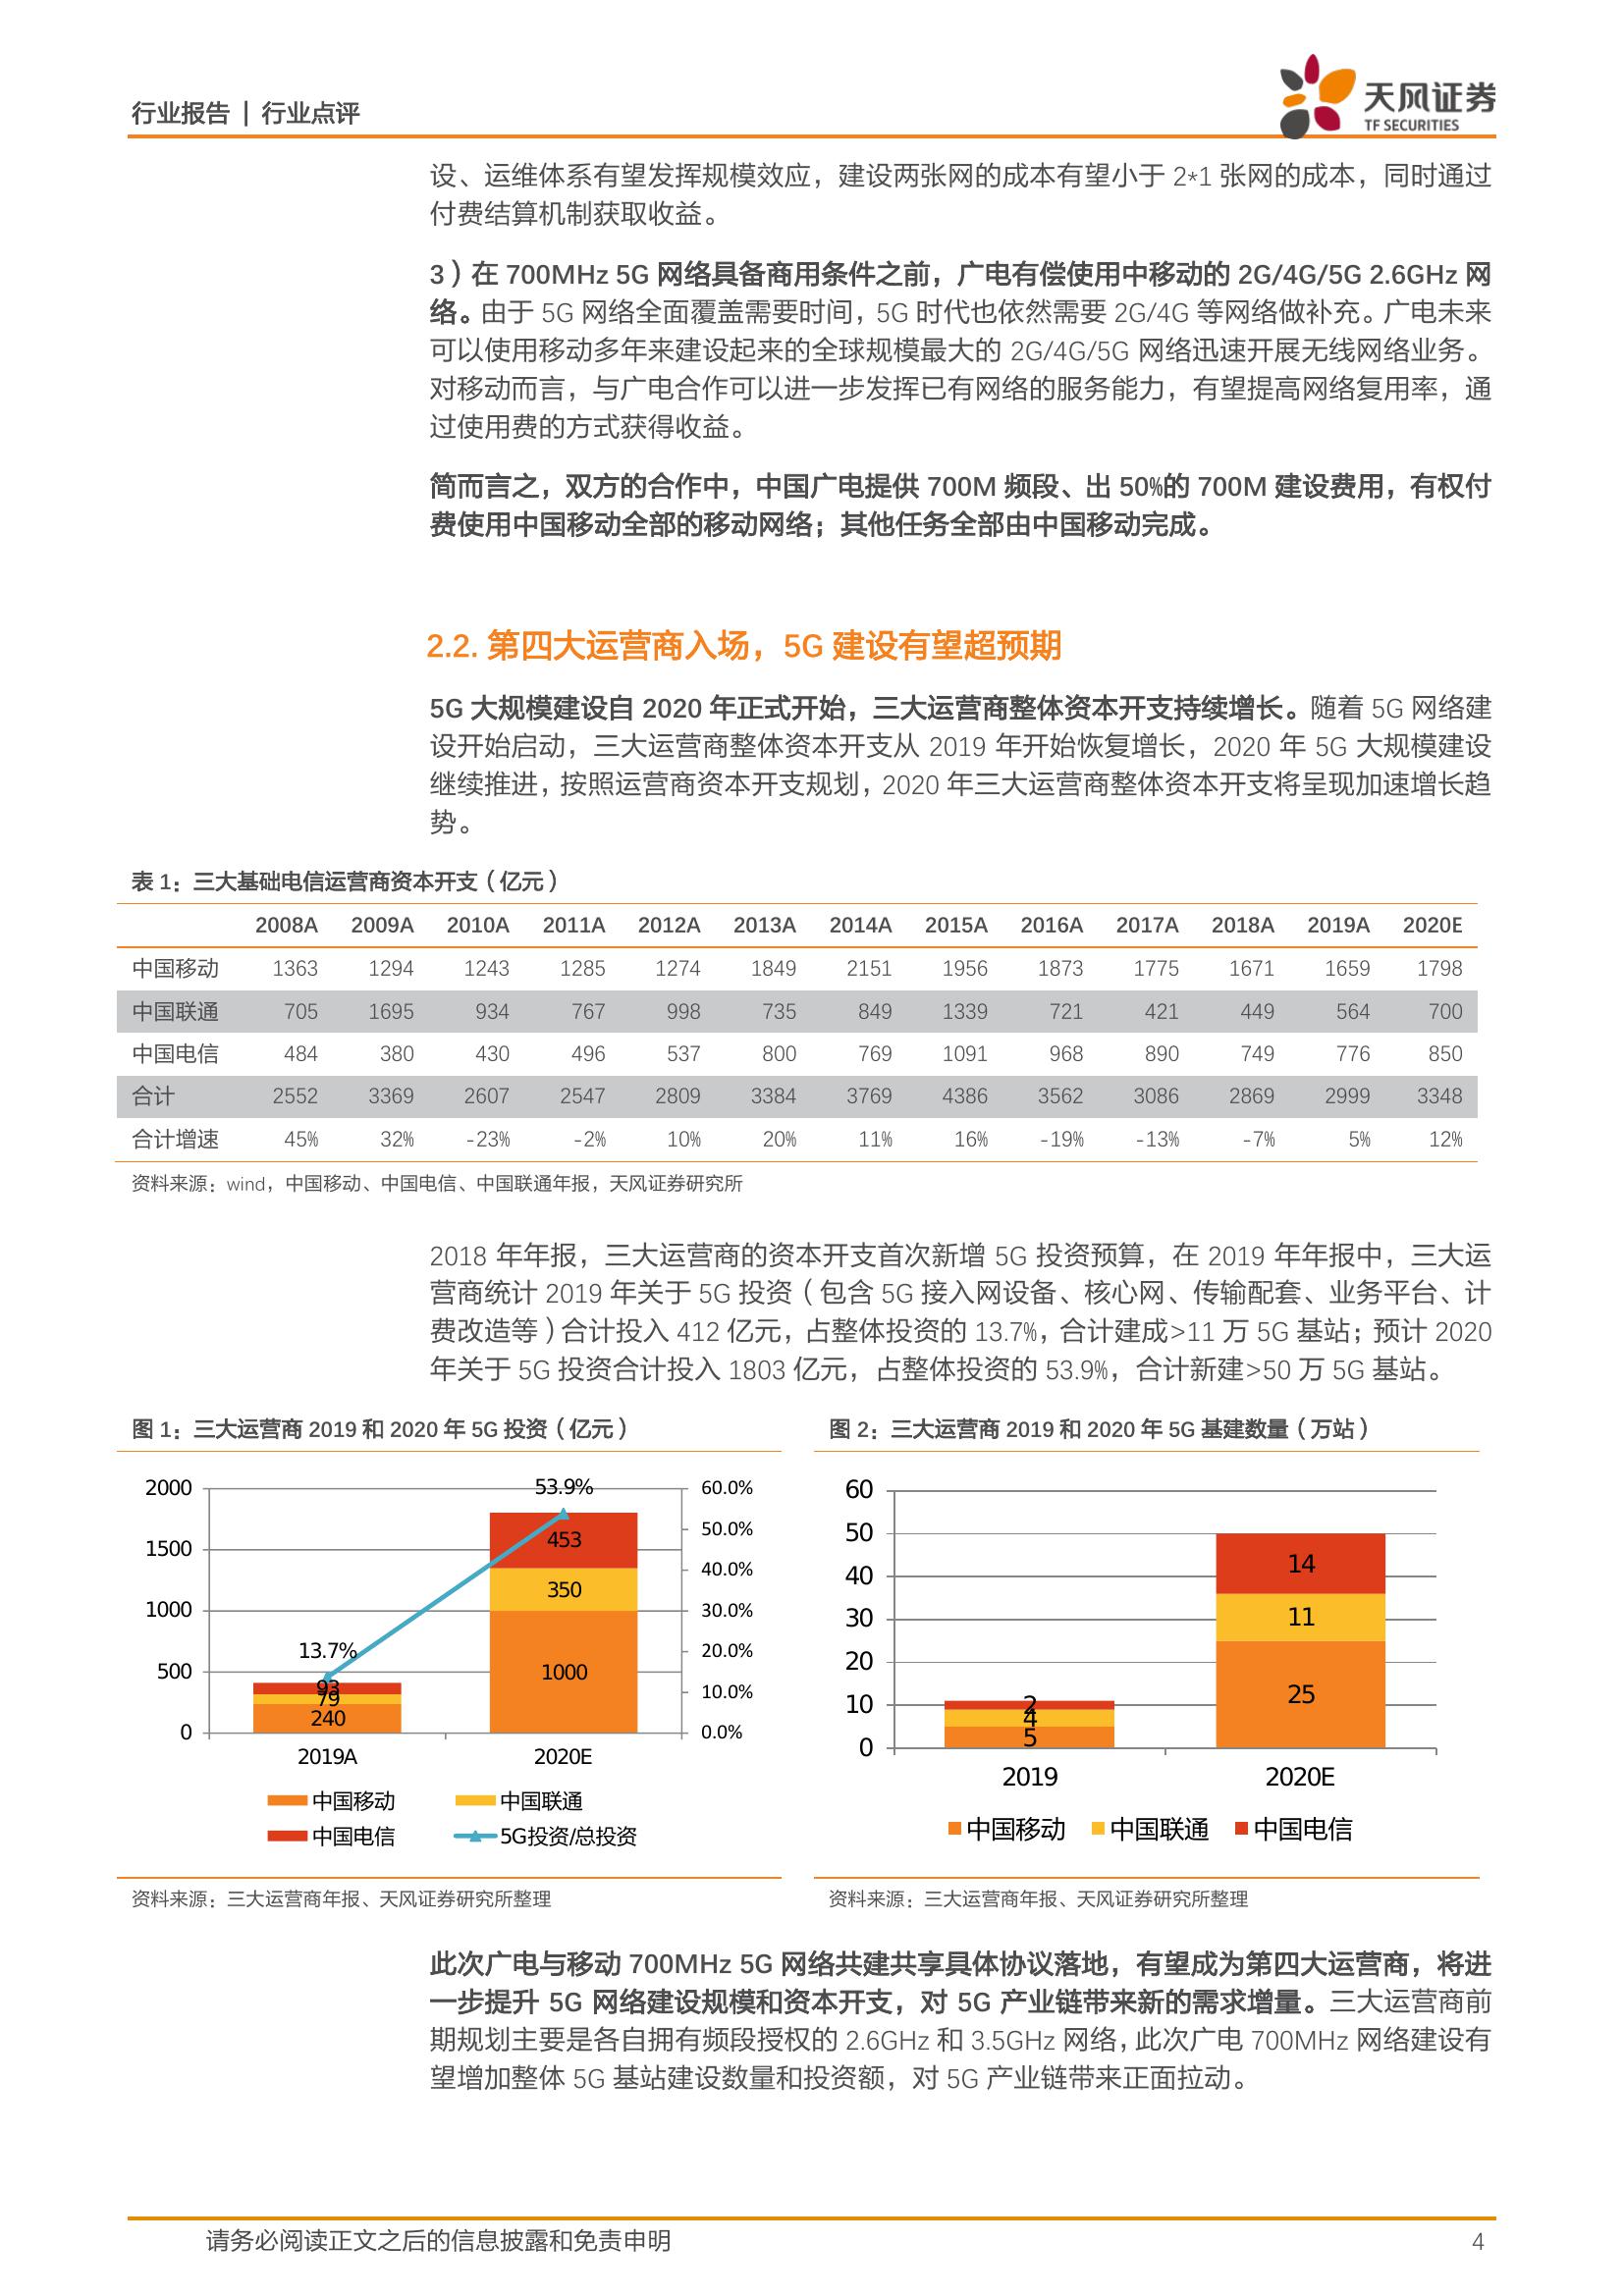 行业报告 | 行业点评
天风证券
TF SECURITIES
设、运维体系有望发挥规模效应，建设两张网的成本有望小于 2*1 张网的成本，同时通过
付费结算机制获取收益。
3）在 700MHz 5G 网络具备商用条件之前，广电有偿使用中移动的 2G/4G/5G 2.6GHz 网
络。由于 5G 网络全面覆盖需要时间，5G 时代也依然需要 2G/4G 等网络做补充。广电未来
可以使用移动多年来建设起来的全球规模最大的 2G/4G/5G 网络迅速开展无线网络业务。
对移动而言，与广电合作可以进一步发挥已有网络的服务能力，有望提高网络复用率，通
过使用费的方式获得收益。
简而言之，双方的合作中，中国广电提供 700M 频段、出 50%的 700M 建设费用，有权付
费使用中国移动全部的移动网络；其他任务全部由中国移动完成。
2.2. 第四大运营商入场，5G 建设有望超预期
5G 大规模建设自 2020 年正式开始，三大运营商整体资本开支持续增长。随着 5G 网络建
设开始启动，三大运营商整体资本开支从 2019 年开始恢复增长，2020 年 5G 大规模建设
继续推进，按照运营商资本开支规划，2020 年三大运营商整体资本开支将呈现加速增长趋
势。
表 1：三大基础电信运营商资本开支（亿元）
2008A 2009A 2010A 2011A 2012A 2013A 2014A 2015A 2016A 2017A 2018A 2019A 2020E
中国移动 1363 1294 1243 1285 1274 1849 2151 1956 1873 1775 1671 1659 1798
中国联通 705 1695 934 767 998 735 849 1339 721 421 449 564 700
中国电信 484 380 430 496 537 800 769 1091 968 890 749 776 850
合计 2552 3369 2607 2547 2809 3384 3769 4386 3562 3086 2869 2999 3348
合计增速 45% 32% -23% -2% 10% 20% 11% 16% -19% -13% -7% 5% 12%
资料来源：wind，中国移动、中国电信、中国联通年报，天风证券研究所
2018 年年报，三大运营商的资本开支首次新增 5G 投资预算，在 2019 年年报中，三大运
营商统计 2019 年关于 5G 投资（包含 5G 接入网设备、核心网、传输配套、业务平台、计
费改造等）合计投入 412 亿元，占整体投资的 13.7%，合计建成>11 万 5G 基站；预计 2020
年关于 5G 投资合计投入 1803 亿元，占整体投资的 53.9%，合计新建>50 万 5G 基站。
图 1：三大运营商 2019 和 2020 年 5G 投资（亿元）
2000
1500
1000
500
0
60.0%
50.0%
40.0%
30.0%
20.0%
10.0%
0.0%
13.7%
93
79
240
53.9%
453
350
1000
2019A 2020E
中国移动 中国联通
中国电信 5G投资/总投资
资料来源：三大运营商年报、天风证券研究所整理
图 2：三大运营商 2019 和 2020 年 5G 基建数量（万站）
60
50
40
30
20
10
0
2
4
5
14
11
25
2019 2020E
中国移动 中国联通 中国电信
资料来源：三大运营商年报、天风证券研究所整理
此次广电与移动 700MHz 5G 网络共建共享具体协议落地，有望成为第四大运营商，将进
一步提升 5G 网络建设规模和资本开支，对 5G 产业链带来新的需求增量。三大运营商前
期规划主要是各自拥有频段授权的 2.6GHz 和 3.5GHz 网络，此次广电 700MHz 网络建设有
望增加整体 5G 基站建设数量和投资额，对 5G 产业链带来正面拉动。
请务必阅读正文之后的信息披露和免责申明
4